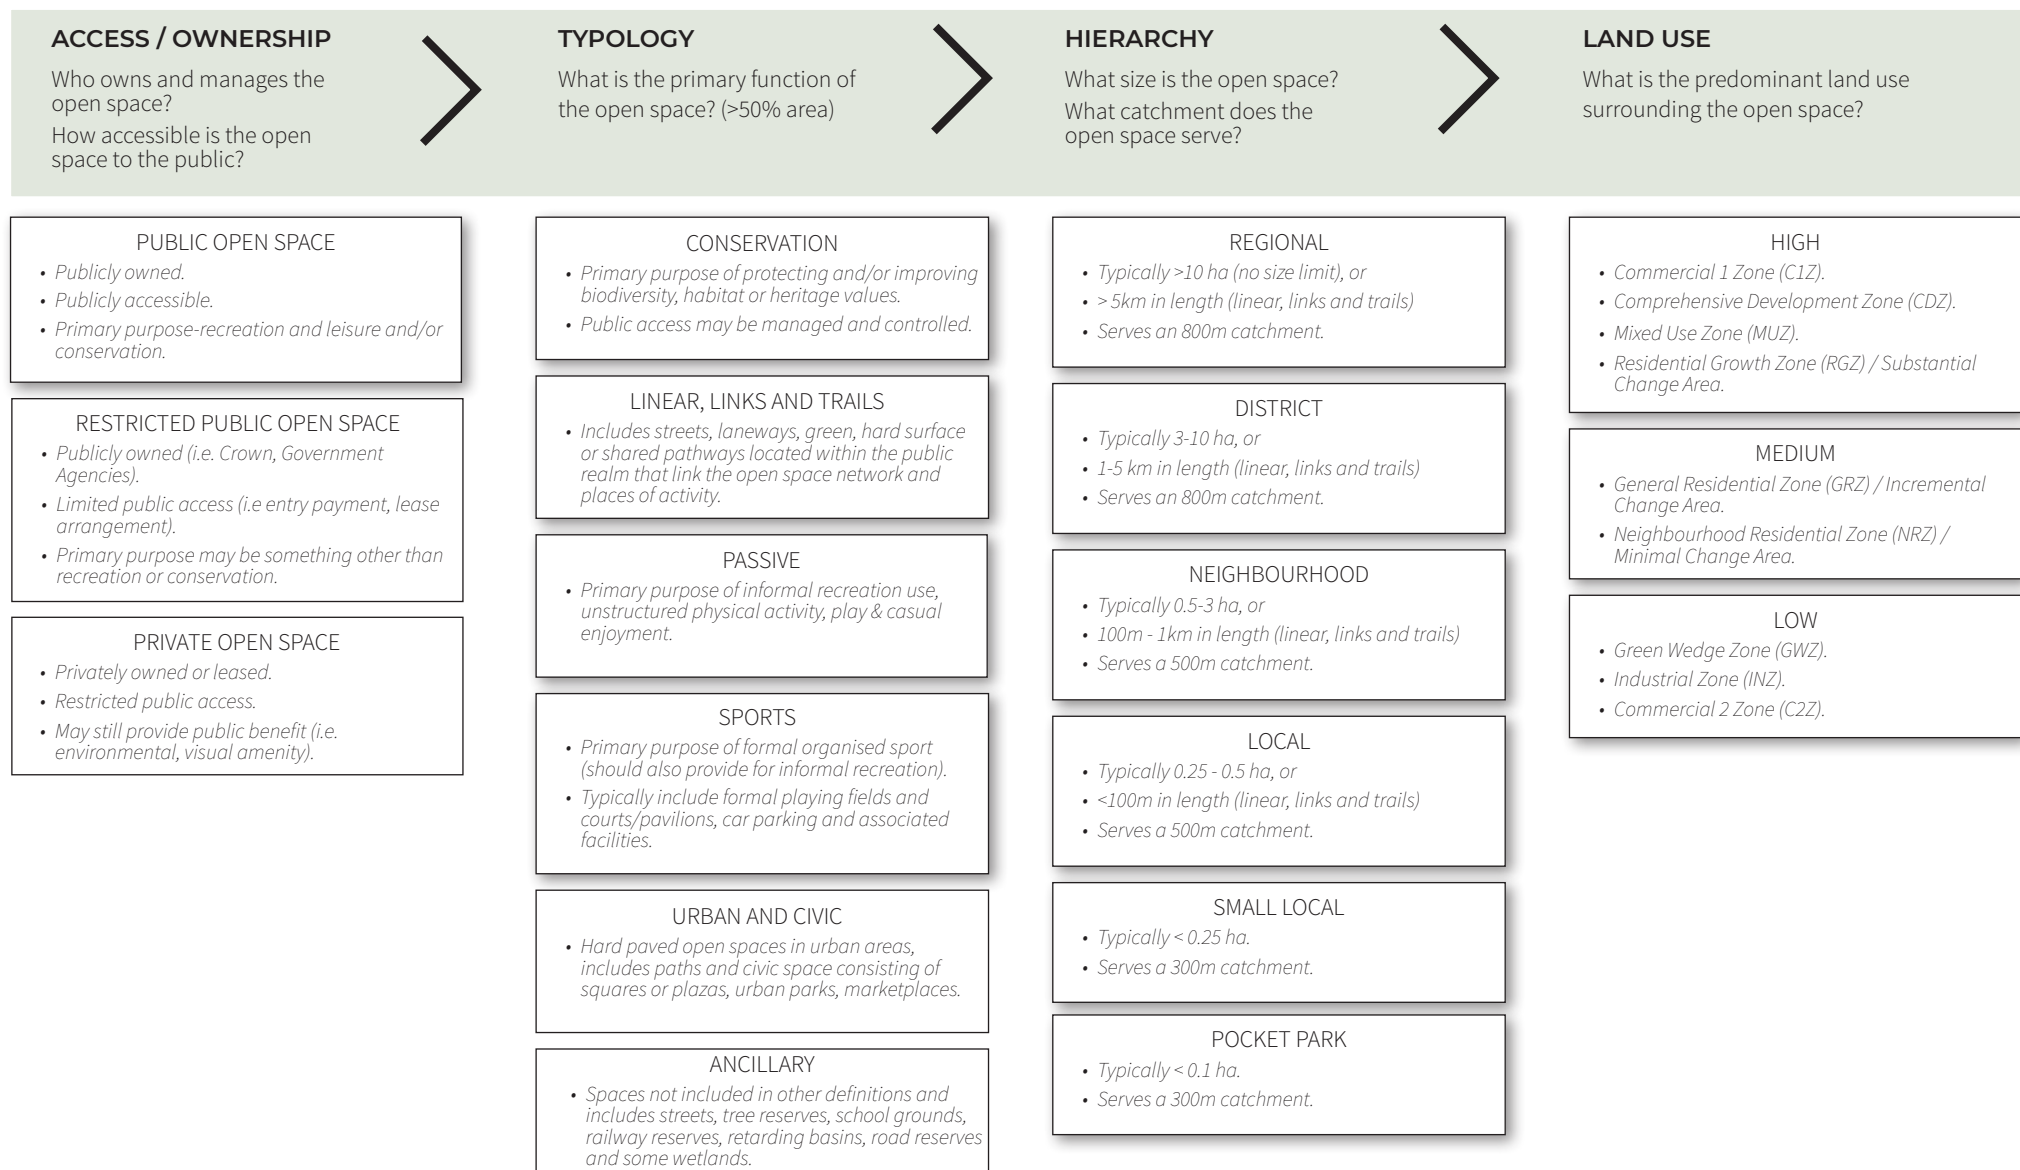 ACCESS / OWNERSHIP
Who owns and manages the
open space?
How accessible is the open
space to the public?
TYPOLOGY
What is the primary function of
the open space? (>50% area)
HIERARCHY
What size is the open space?
What catchment does the
open space serve?
LAND USE
What is the predominant land use
surrounding the open space?
PUBLIC OPEN SPACE
• Publicly owned.
• Publicly accessible.
• Primary purpose-recreation and leisure and/or
conservation.
RESTRICTED PUBLIC OPEN SPACE
• Publicly owned (i.e. Crown, Government
Agencies).
• Limited public access (i.e entry payment, lease
arrangement).
• Primary purpose may be something other than
recreation or conservation.
PRIVATE OPEN SPACE
• Privately owned or leased.
• Restricted public access.
• May still provide public benefit (i.e.
environmental, visual amenity).
CONSERVATION
• Primary purpose of protecting and/or improving
biodiversity, habitat or heritage values.
• Public access may be managed and controlled.
LINEAR, LINKS AND TRAILS
• Includes streets, laneways, green, hard surface
or shared pathways located within the public
realm that link the open space network and
places of activity.
PASSIVE
• Primary purpose of informal recreation use,
unstructured physical activity, play & casual
enjoyment.
SPORTS
• Primary purpose of formal organised sport
(should also provide for informal recreation).
• Typically include formal playing fields and
courts/pavilions, car parking and associated
facilities.
URBAN AND CIVIC
• Hard paved open spaces in urban areas,
includes paths and civic space consisting of
squares or plazas, urban parks, marketplaces.
ANCILLARY
• Spaces not included in other definitions and
includes streets, tree reserves, school grounds,
railway reserves, retarding basins, road reserves
and some wetlands.
REGIONAL
• Typically >10 ha (no size limit), or
• > 5km in length (linear, links and trails)
• Serves an 800m catchment.
DISTRICT
• Typically 3-10 ha, or
• 1-5 km in length (linear, links and trails)
• Serves an 800m catchment.
NEIGHBOURHOOD
• Typically 0.5-3 ha, or
• 100m - 1km in length (linear, links and trails)
• Serves a 500m catchment.
LOCAL
• Typically 0.25 - 0.5 ha, or
• <100m in length (linear, links and trails)
• Serves a 500m catchment.
SMALL LOCAL
• Typically < 0.25 ha.
• Serves a 300m catchment.
POCKET PARK
• Typically < 0.1 ha.
• Serves a 300m catchment.
HIGH
• Commercial 1 Zone (C1Z).
• Comprehensive Development Zone (CDZ).
• Mixed Use Zone (MUZ).
• Residential Growth Zone (RGZ) / Substantial
Change Area.
MEDIUM
• General Residential Zone (GRZ) / Incremental
Change Area.
• Neighbourhood Residential Zone (NRZ) /
Minimal Change Area.
LOW
• Green Wedge Zone (GWZ).
• Industrial Zone (INZ).
• Commercial 2 Zone (C2Z).